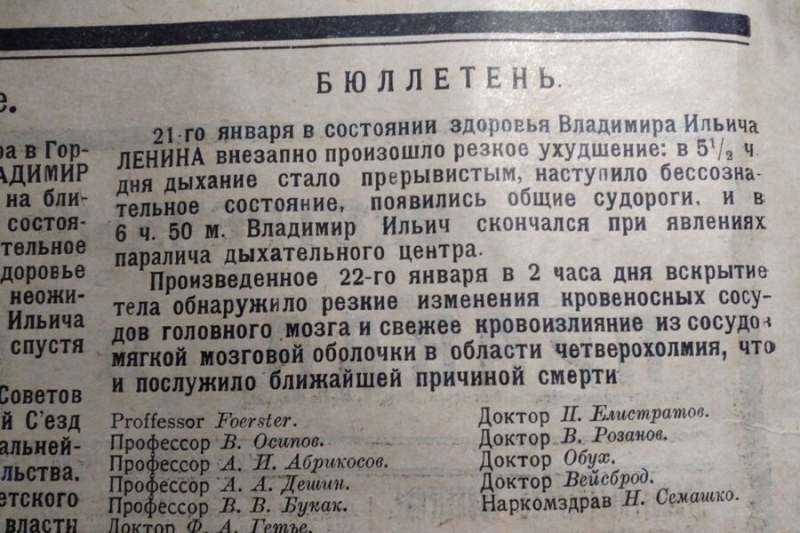 БЮЛЛЕТЕНЬ.
21-го января в состоянии здоровья Владимира Ильича
ЛЕНИНА внезапно произошло резкое ухудшение: в 5½ ч
дня дыхание стало прерывистым, наступило бессозна-
тельное состояние, появились общие судороги, и в
6 ч. 50 м. Владимир Ильич скончался при явлениях
паралича дыхательного центра.
Произведенное 22-го января в 2 часа дня вскрытие
тела обнаружило резкие изменения кровеносных сосу-
дов головного мозга и свежее кровоизлияние из сосудов
мягкой мозговой оболочки в области четверохолмия, что
и послужило ближайшей причиной смерти
Proffessor Foerster.
Профессор В. Осипов.
Профессор А. И. Абрикосов.
Профессор А. А. Дешин.
Профессор В. В. Бунак.
Доктор Ф. А. Гетье.
Доктор П. Елистратов.
Доктор В. Розанов.
Доктор Обух.
Доктор Вейсброд.
Наркомздрав Н. Семашко.
е.
ра в Гор-
АДИМИР
на бли-
состоя-
тельное
доровье
неожи-
Ильича
спустя
Советов
й С'езд
альней-
льства.
етского
власти